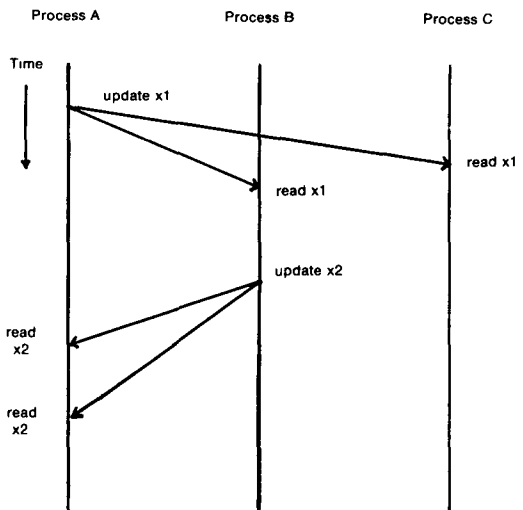 Process A
Process B
Process C
Time
update x1
read x1
read x1
update x2
read
x2
read
x2